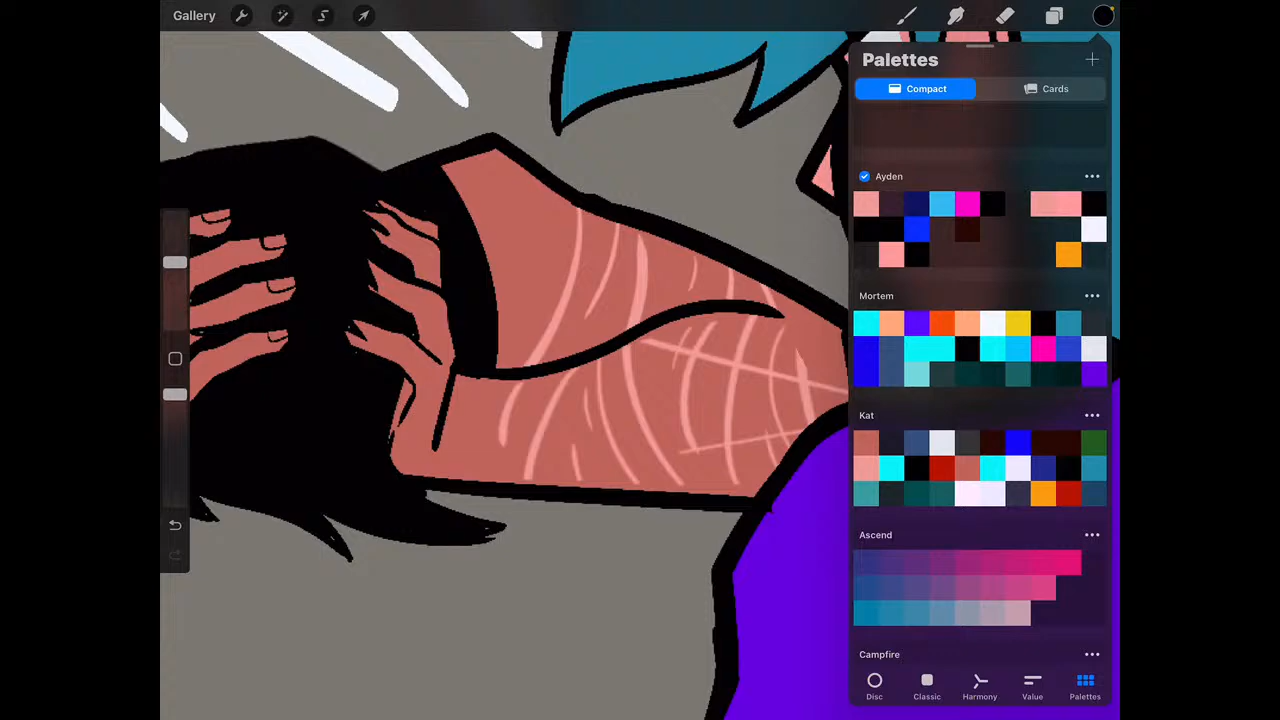 Gallery
Palettes
Compact
Cards
Ayden
Mortem
Kat
Ascend
Campfire
Disc
Classic
Harmony
Value
Palettes